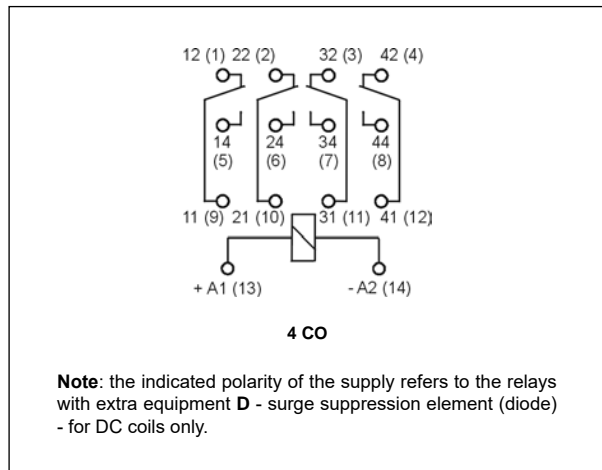 12 (1) 22 (2) 32 (3) 42 (4)
14 24 34 44
(5) (6) (7) (8)
11 (9) 21 (10) 31 (11) 41 (12)
+ A1 (13) - A2 (14)
4 CO
Note: the indicated polarity of the supply refers to the relays
with extra equipment D - surge suppression element (diode)
- for DC coils only.